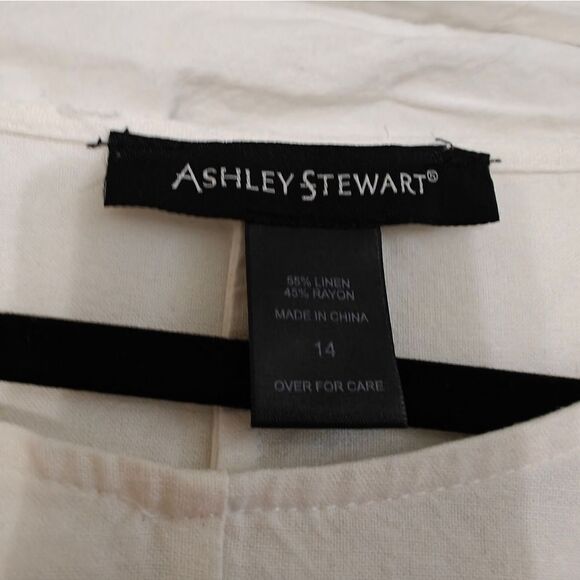 ASHLEY STEWART®
55% LINEN
45% RAYON
MADE IN CHINA
14
OVER FOR CARE